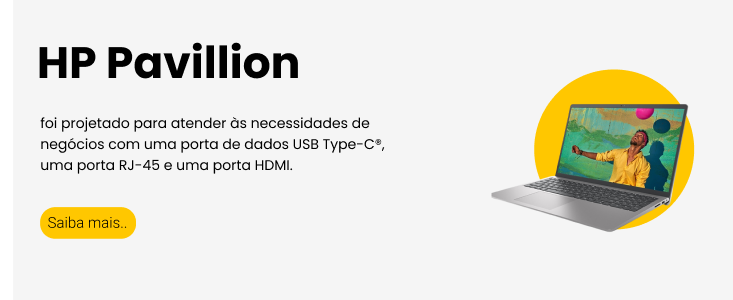 HP Pavillion
foi projetado para atender às necessidades de
negócios com uma porta de dados USB Type-C®,
uma porta RJ-45 e uma porta HDMI.
Saiba mais..